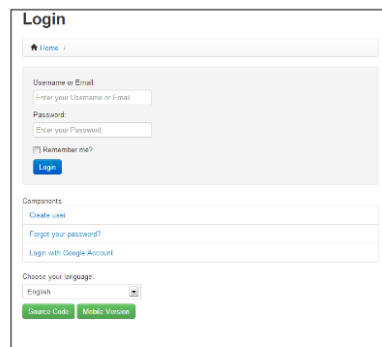 Login
Home /
Username or Email:
Enter your Username or Email
Password:
Enter your Password
Remember me?
Login
Components
Create user
Forgot your password?
Login with Google Account
Choose your language:
English
Source Code Mobile Version